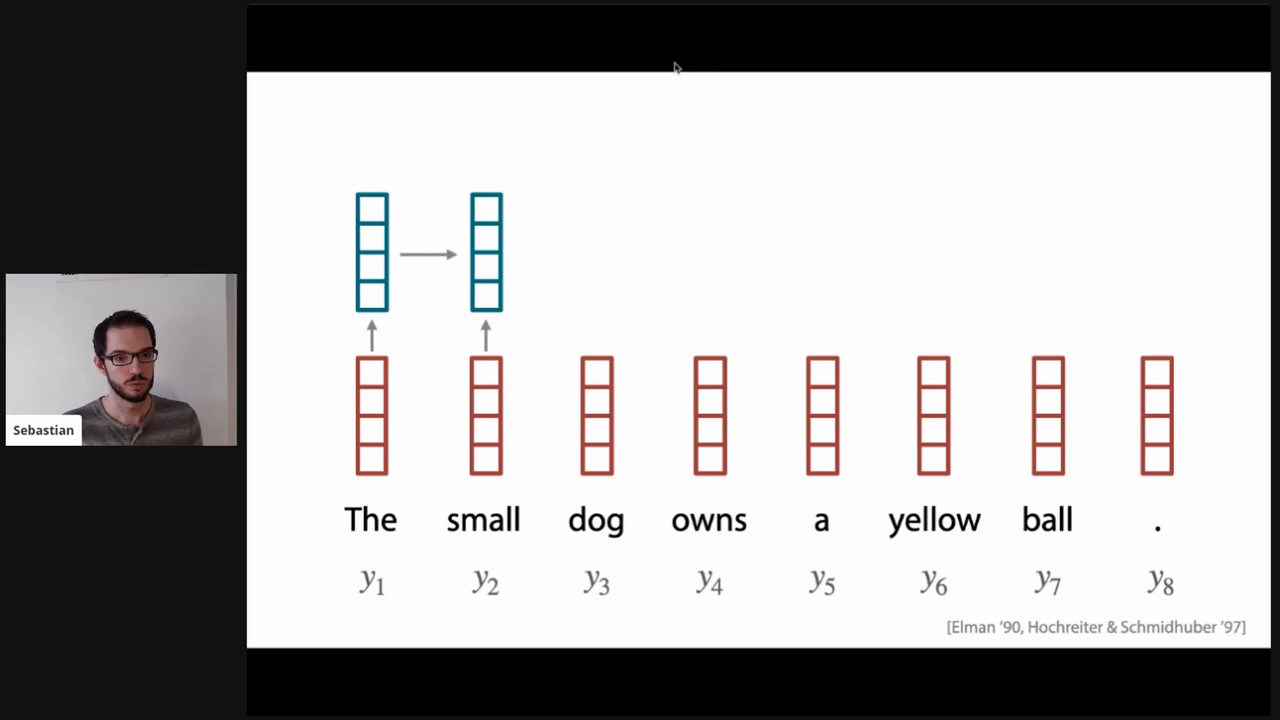 Sebastian
The small dog owns a yellow ball .
y1 y2 y3 y4 y5 y6 y7 y8
[Elman '90, Hochreiter & Schmidhuber '97]